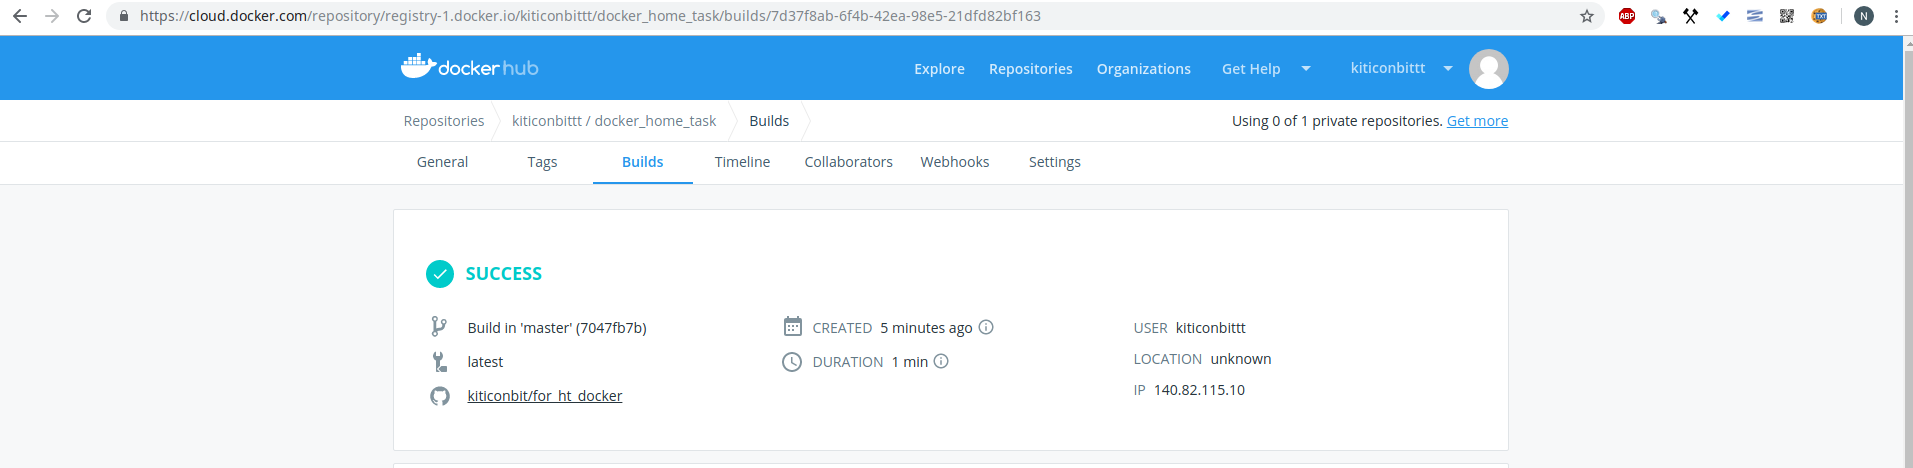 https://cloud.docker.com/repository/registry-1.docker.io/kiticonbittt/docker_home_task/builds/7d37f8ab-6f4b-42ea-98e5-21dfd82bf163
ABP
TXT
N
docker hub
Explore Repositories Organizations Get Help kiticonbittt
Repositories kiticonbittt / docker_home_task Builds
Using 0 of 1 private repositories. Get more
General Tags Builds Timeline Collaborators Webhooks Settings
SUCCESS
Build in 'master' (7047fb7b)
latest
kiticonbit/for_ht_docker
CREATED 5 minutes ago
DURATION 1 min
USER kiticonbittt
LOCATION unknown
IP 140.82.115.10